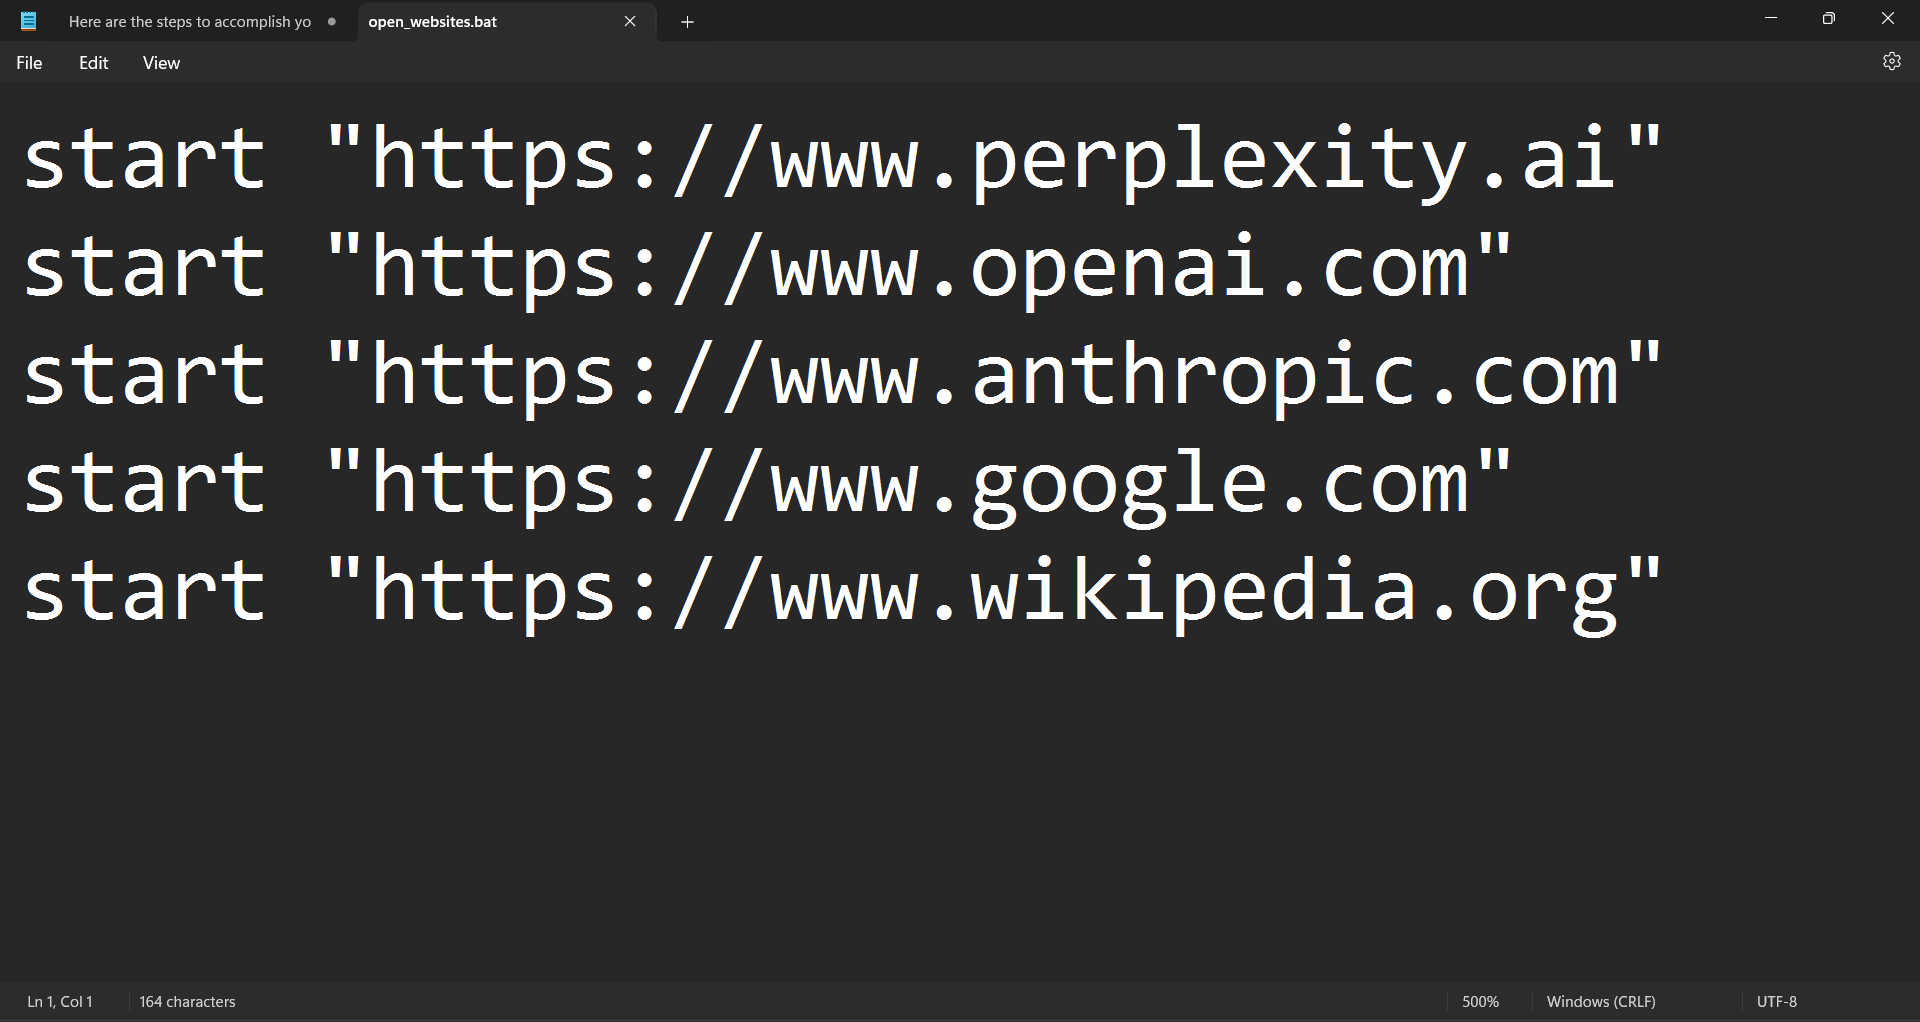 Here are the steps to accomplish yo
open_websites.bat
File Edit View
start "https://www.perplexity.ai"
start "https://www.openai.com"
start "https://www.anthropic.com"
start "https://www.google.com"
start "https://www.wikipedia.org"
Ln 1, Col 1 164 characters 500% Windows (CRLF) UTF-8